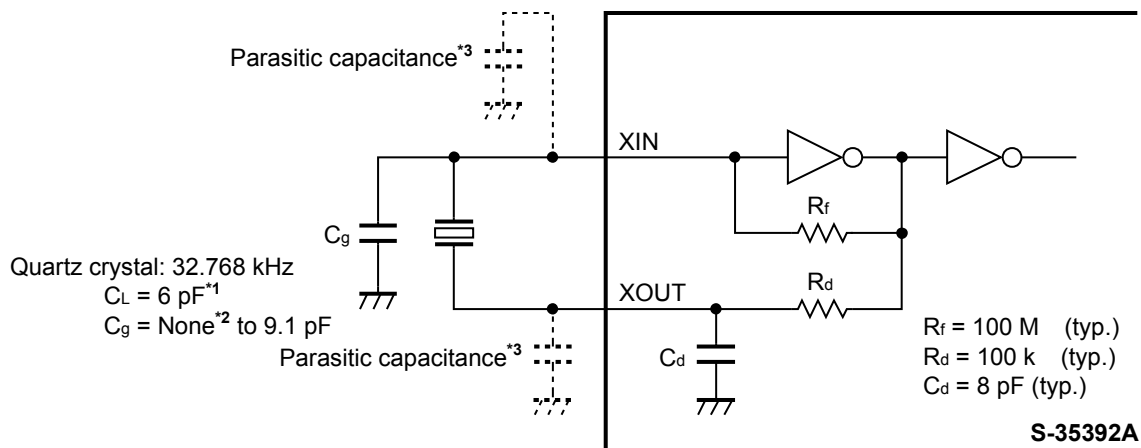 Parasitic capacitance*3
XIN
Rf
Cg
Quartz crystal: 32.768 kHz
CL = 6 pF*1
Cg = None*2 to 9.1 pF
XOUT
Rd
Parasitic capacitance*3
Cd
Rf = 100 M (typ.)
Rd = 100 k (typ.)
Cd = 8 pF (typ.)
S-35392A